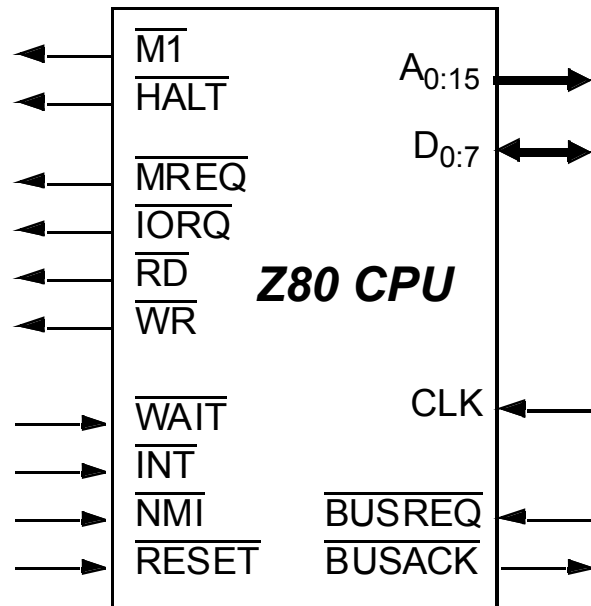 M1
HALT
MREQ
IORQ
RD
WR
WAIT
INT
NMI
RESET
Z80 CPU
A0:15
D0:7
CLK
BUSREQ
BUSACK